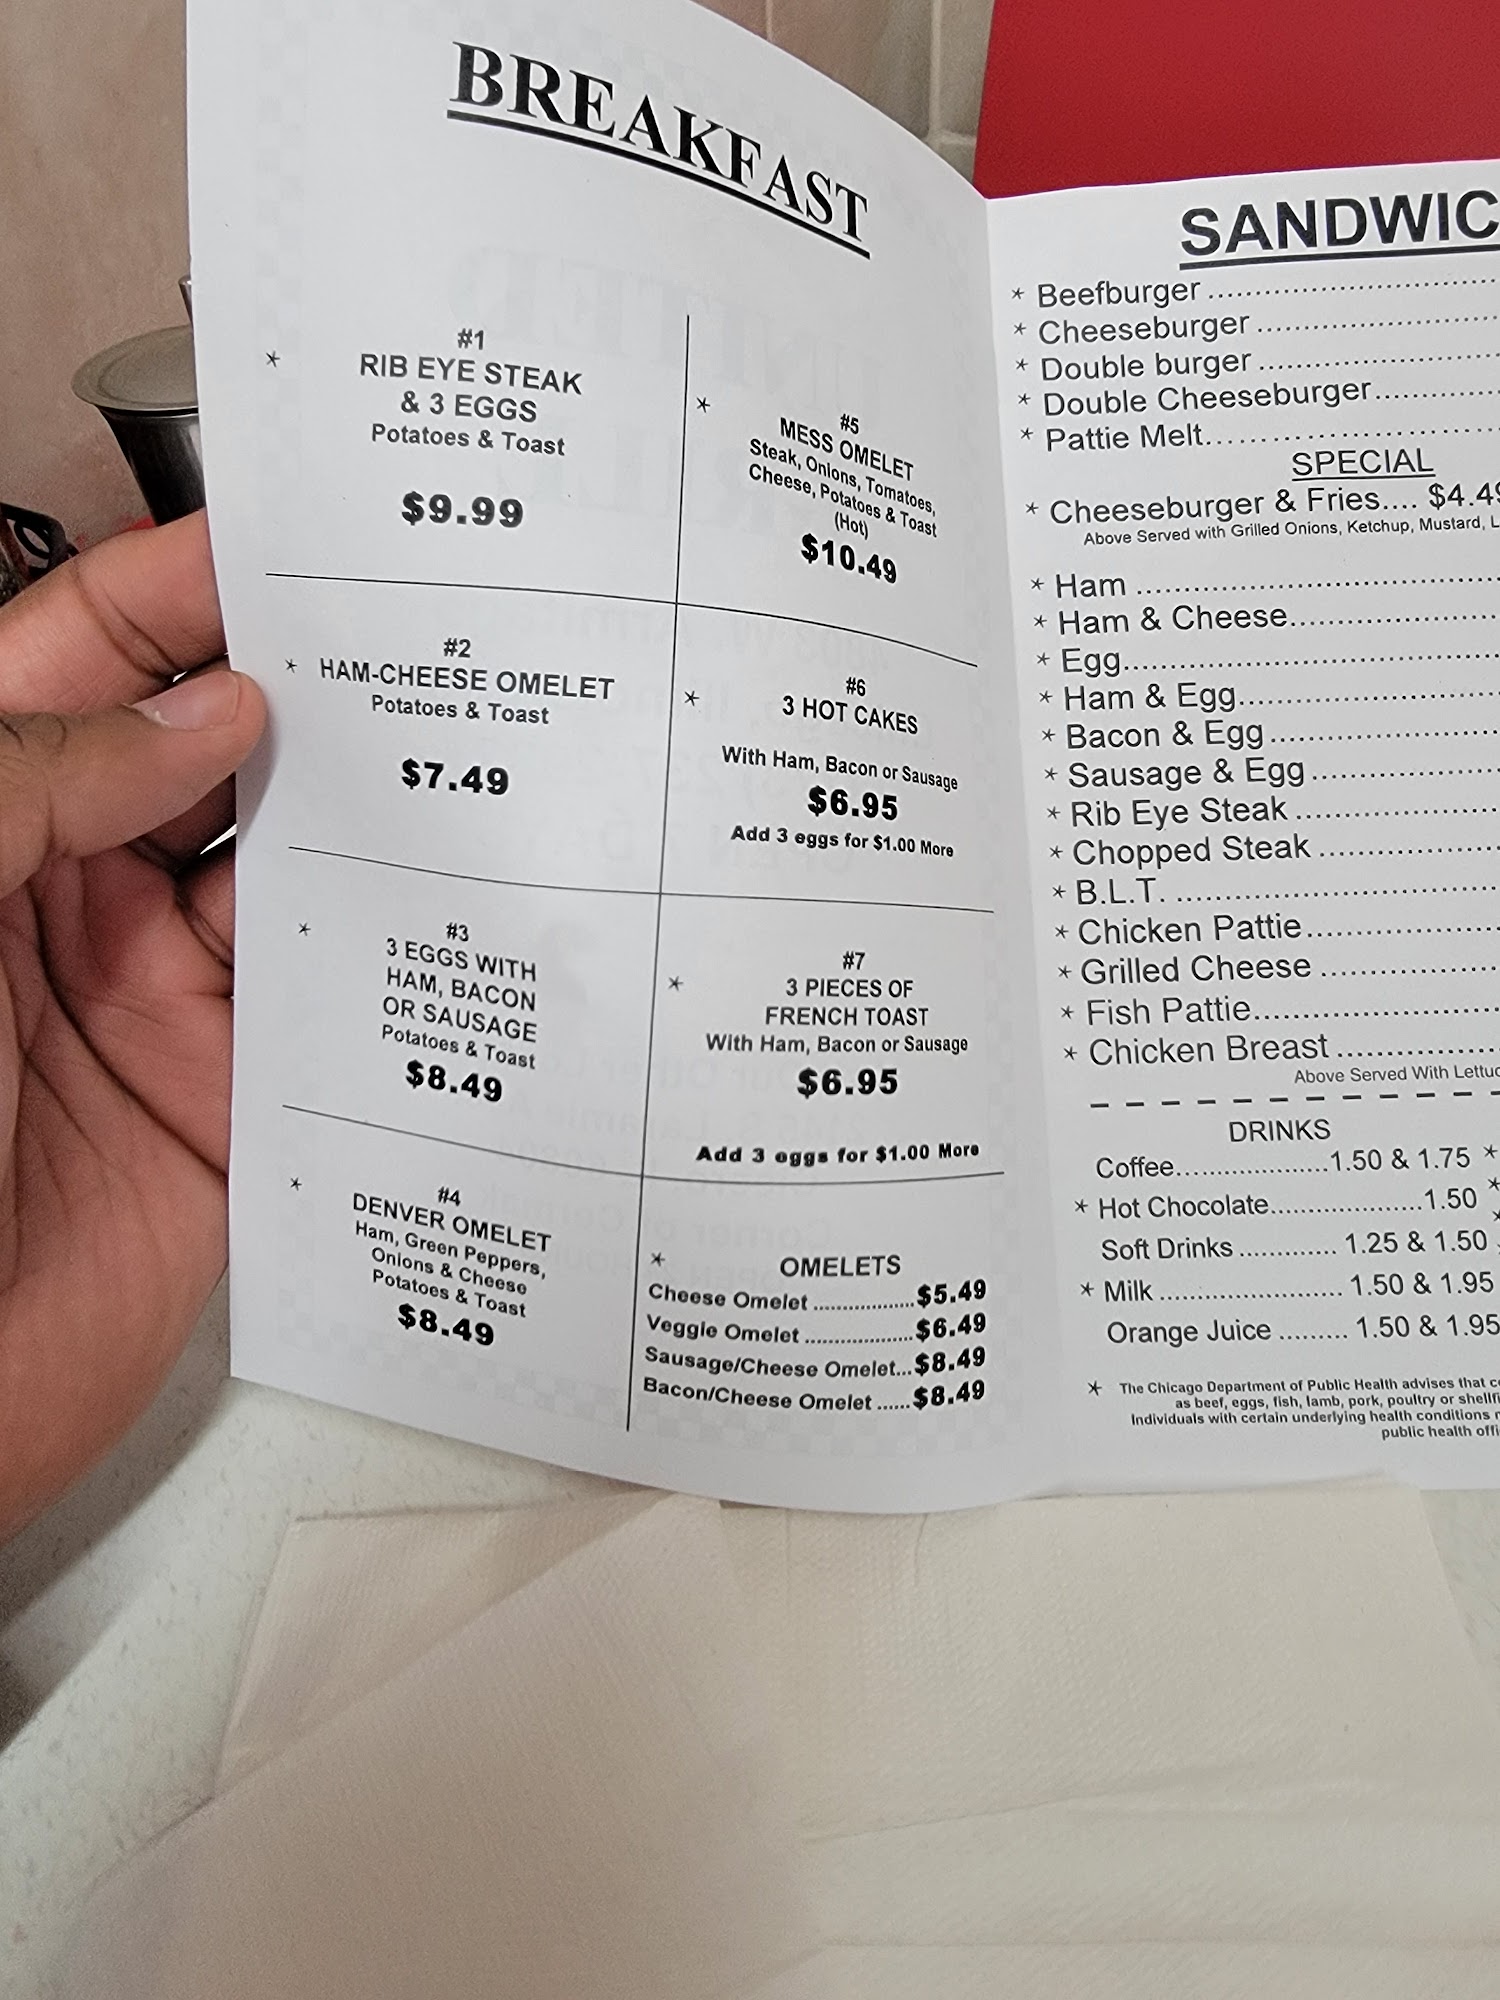 BREAKFAST
*
#1
RIB EYE STEAK
& 3 EGGS
Potatoes & Toast
$9.99
*
#2
HAM-CHEESE OMELET
Potatoes & Toast
$7.49
*
#3
3 EGGS WITH
HAM, BACON
OR SAUSAGE
Potatoes & Toast
$8.49
*
#4
DENVER OMELET
Ham, Green Peppers,
Onions & Cheese
Potatoes & Toast
$8.49
*
#5
MESS OMELET
Steak, Onions, Tomatoes,
Cheese, Potatoes & Toast
(Hot)
$10.49
*
#6
3 HOT CAKES
With Ham, Bacon or Sausage
$6.95
Add 3 eggs for $1.00 More
*
#7
3 PIECES OF
FRENCH TOAST
With Ham, Bacon or Sausage
$6.95
Add 3 eggs for $1.00 More
*
OMELETS
Cheese Omelet ................... $5.49
Veggie Omelet ................... $6.49
Sausage/Cheese Omelet... $8.49
Bacon/Cheese Omelet ...... $8.49
SANDWIC
* Beefburger ................................
* Cheeseburger ...........................
* Double burger ...........................
* Double Cheeseburger..............
* Pattie Melt................................
SPECIAL
* Cheeseburger & Fries.... $4.49
Above Served with Grilled Onions, Ketchup, Mustard, L
* Ham ........................................
* Ham & Cheese.........................
* Egg..........................................
* Ham & Egg..............................
* Bacon & Egg ...........................
* Sausage & Egg .......................
* Rib Eye Steak .........................
* Chopped Steak .......................
* B.L.T. ......................................
* Chicken Pattie.........................
* Grilled Cheese ........................
* Fish Pattie...............................
* Chicken Breast .......................
Above Served With Lettuc
DRINKS
Coffee......................1.50 & 1.75 *
* Hot Chocolate......................1.50 *
Soft Drinks ............. 1.25 & 1.50
* Milk ........................ 1.50 & 1.95
Orange Juice ......... 1.50 & 1.95
* The Chicago Department of Public Health advises that c
as beef, eggs, fish, lamb, pork, poultry or shellfi
Individuals with certain underlying health conditions
public health offi